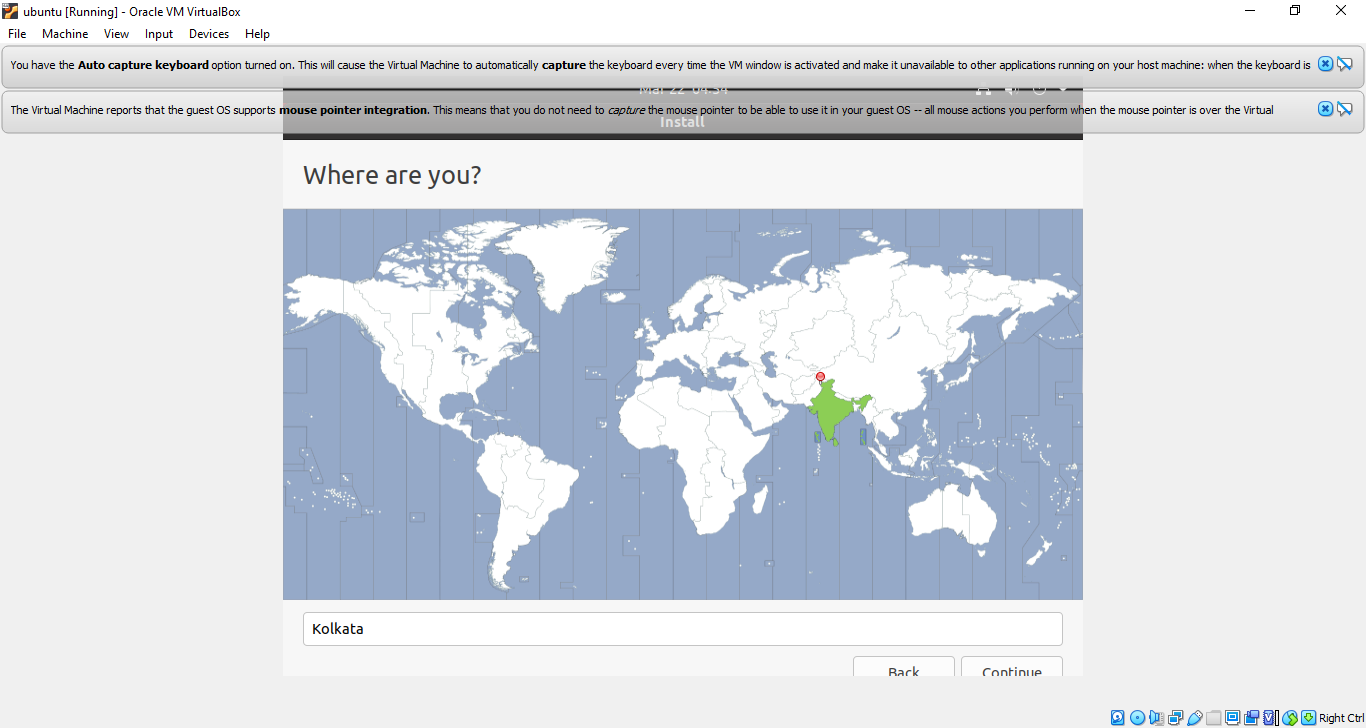 ubuntu [Running] - Oracle VM VirtualBox
File Machine View Input Devices Help
You have the Auto capture keyboard option turned on. This will cause the Virtual Machine to automatically capture the keyboard every time the VM window is activated and make it unavailable to other applications running on your host machine: when the keyboard is
Mar 22 04:54
The Virtual Machine reports that the guest OS supports mouse pointer integration. This means that you do not need to capture the mouse pointer to be able to use it in your guest OS -- all mouse actions you perform when the mouse pointer is over the Virtual
Install
Where are you?
Kolkata
Back Continue
Right Ctrl